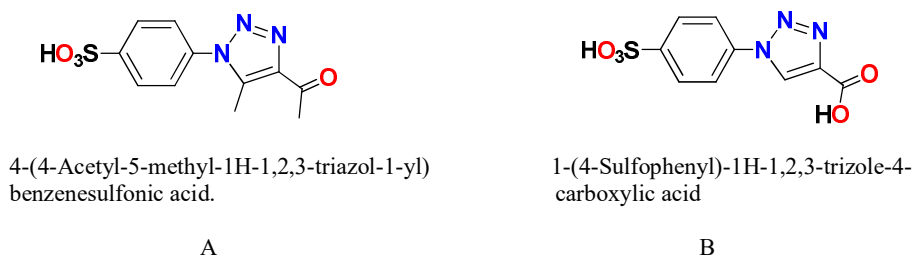 N N
HO3S N O
N N
HO3S N O
HO
4-(4-Acetyl-5-methyl-1H-1,2,3-triazol-1-yl)
benzenesulfonic acid.
1-(4-Sulfophenyl)-1H-1,2,3-trizole-4-
carboxylic acid
A
B